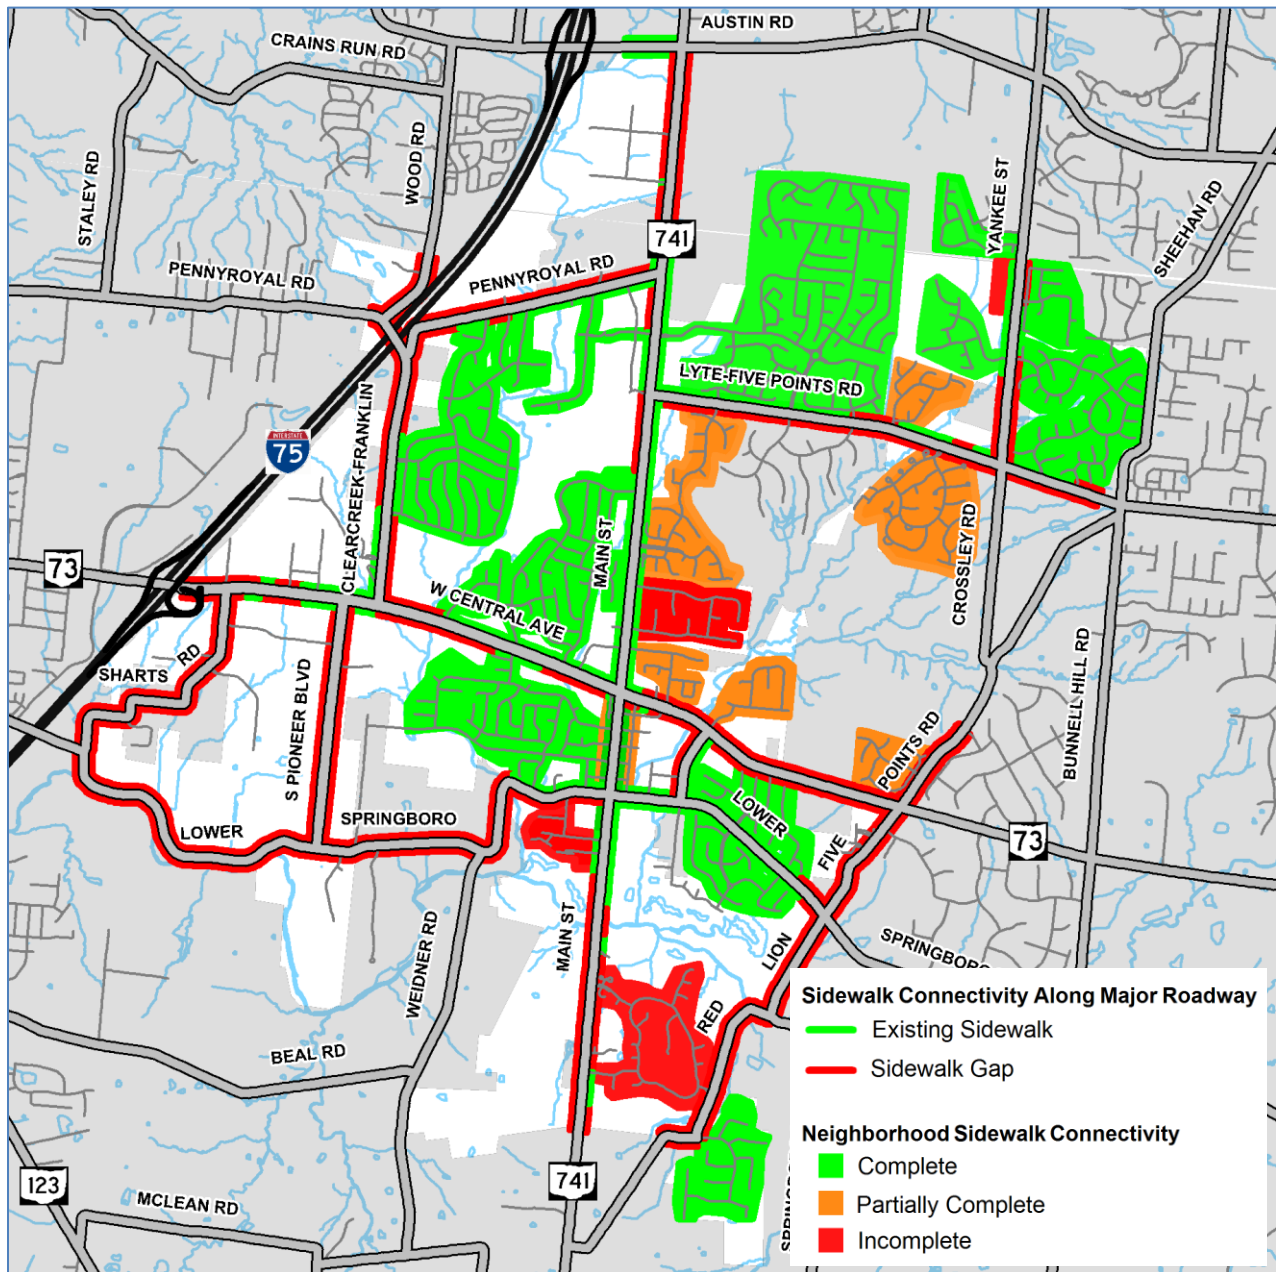 AUSTIN RD
CRAINS RUN RD
WOOD RD
STALEY RD
YANKEE ST
SHEEHAN RD
741
PENNYROYAL RD
PENNYROYAL RD
LYTE-FIVE POINTS RD
CLEARCREEK-FRANKLIN
INTERSTATE
75
MAIN ST
CROSSLEY RD
73
W CENTRAL AVE
SHARTS RD
S PIONEER BLVD
BUNNELL HILL RD
POINTS RD
LOWER
SPRINGBORO
LOWER
FIVE
73
MAIN ST
WEIDNER RD
LION
SPRINGBORO
RED
BEAL RD
741
123
MCLEAN RD
Sidewalk Connectivity Along Major Roadway
Existing Sidewalk
Sidewalk Gap
Neighborhood Sidewalk Connectivity
Complete
Partially Complete
Incomplete